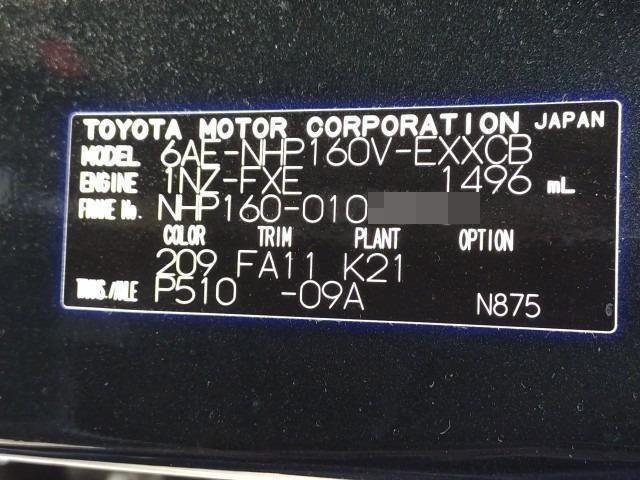 TOYOTA MOTOR CORPORATION JAPAN
MODEL 6AE-NHP160V-EXXCB
ENGINE 1NZ-FXE 1496 mL
FRAME No. NHP160-010
COLOR TRIM PLANT OPTION
209 FA11 K21
TRANS./AXLE P510 -09A N875